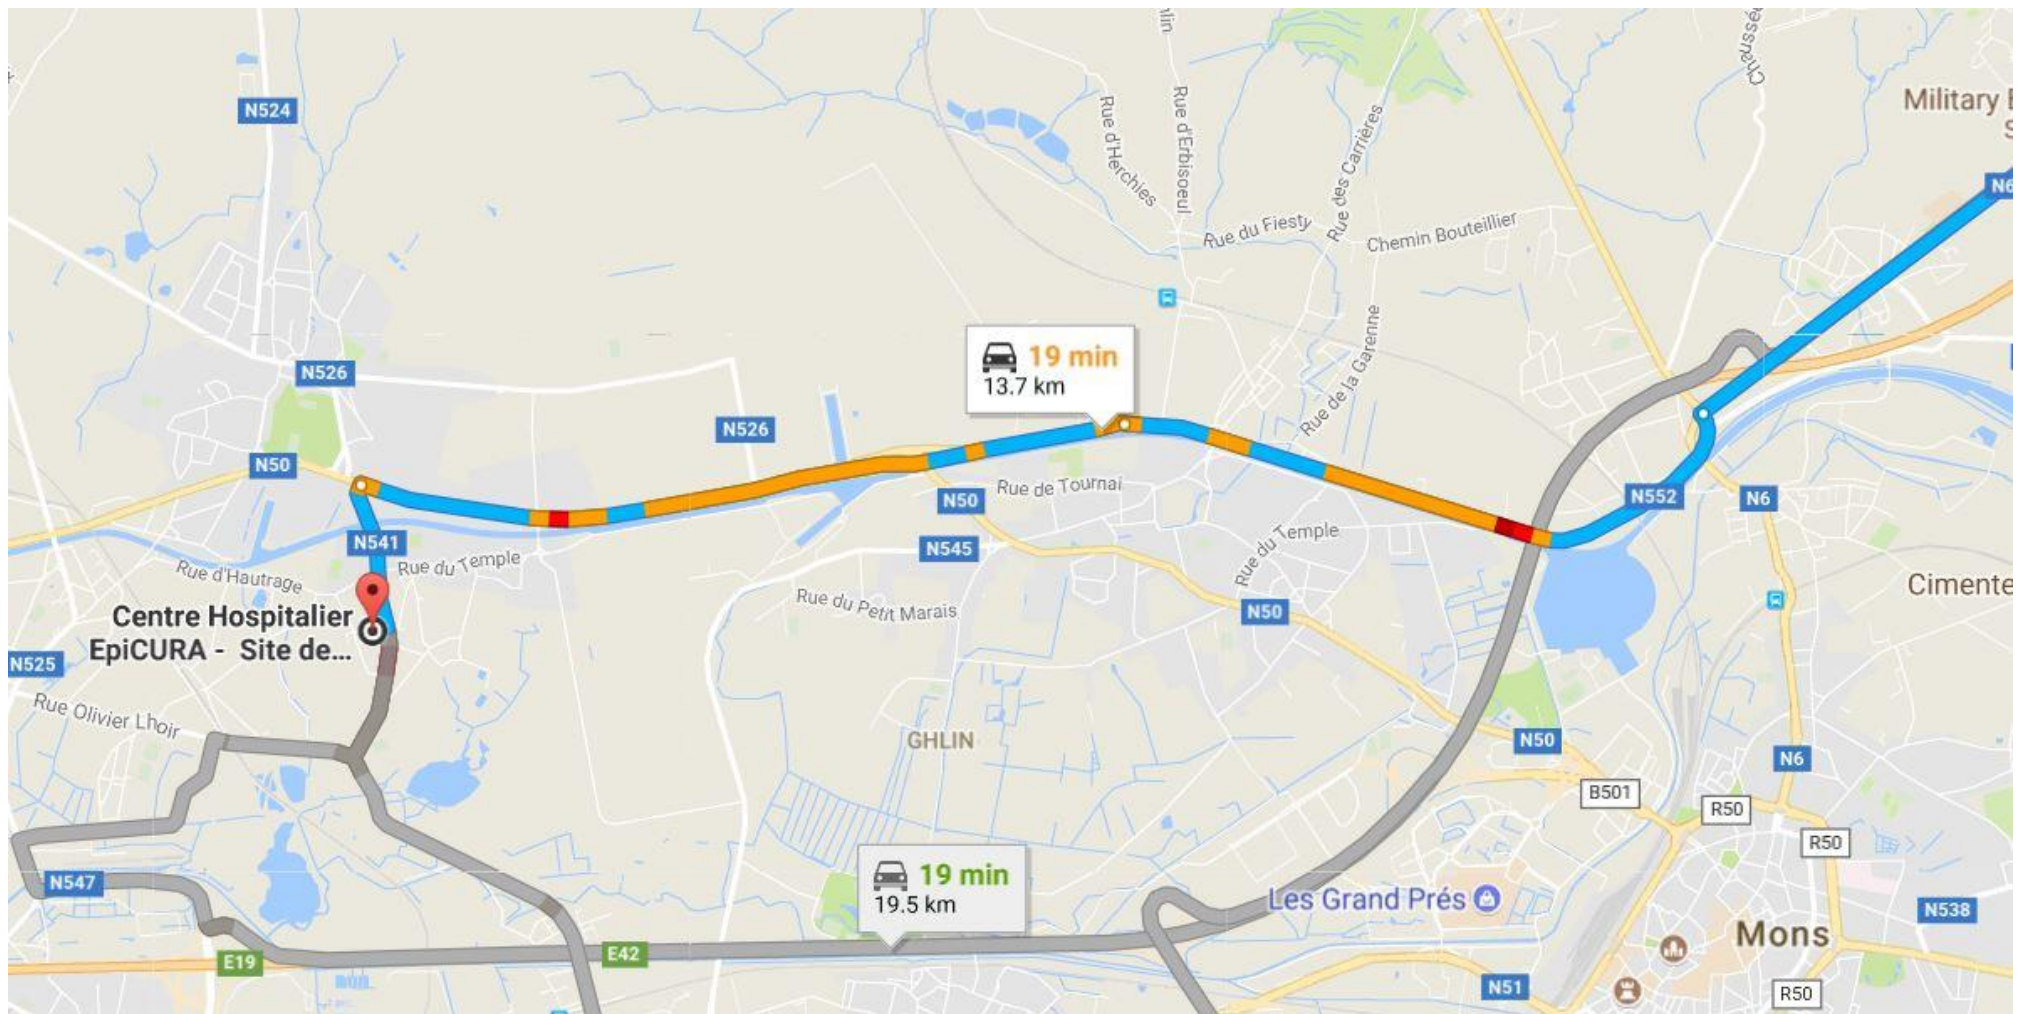 N524
Rue d'Herchies
Rue d'Erbisoeul
Rue des Carrières
Rue du Fiesty
Chemin Bouteillier
Chaussé
Military
N6
N526
19 min
13.7 km
Rue de la Garenne
N526
N50
N50
Rue de Tournai
N552
N6
N541
Rue du Temple
N545
Rue du Temple
Rue d'Hautrage
Rue du Petit Marais
N50
Cimente
Centre Hospitalier
EpiCURA - Site de...
N525
Rue Olivier Lhoir
GHLIN
N50
N6
B501
R50
R50
N547
19 min
19.5 km
Les Grand Prés
N538
Mons
E19
E42
N51
R50